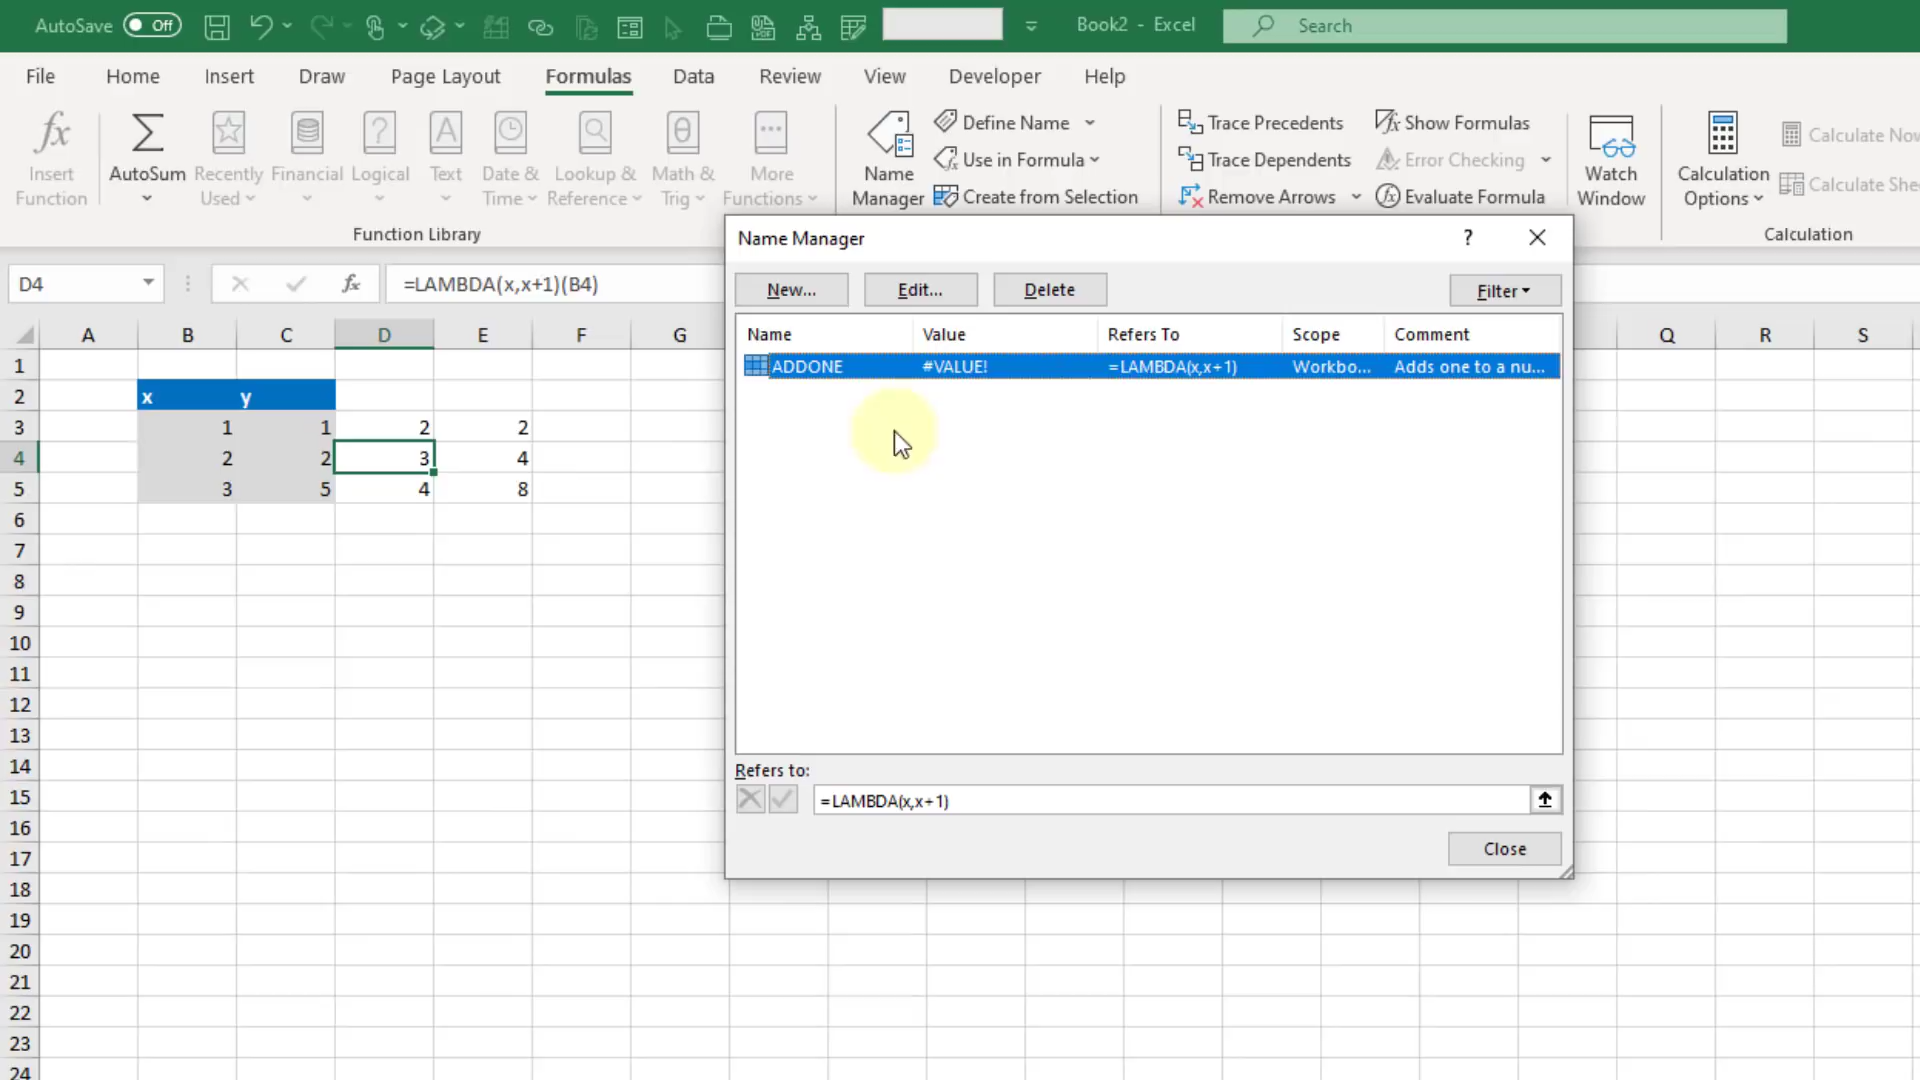 AutoSave Off Book2 - Excel Search
File Home Insert Draw Page Layout Formulas Data Review View Developer Help
Insert Function
AutoSum
Recently Used
Financial
Logical
Text
Date & Time
Lookup & Reference
Math & Trig
More Functions
Function Library
Name Manager
Define Name
Use in Formula
Create from Selection
Trace Precedents
Trace Dependents
Remove Arrows
Show Formulas
Error Checking
Evaluate Formula
Watch Window
Calculation Options
Calculate Now
Calculate She
Calculation
D4 fx =LAMBDA(x,x+1)(B4)
A B C D E F G Q R S
1
2 x y
3 1 1 2 2
4 2 2 3 4
5 3 5 4 8
6
7
8
9
10
11
12
13
14
15
16
17
18
19
20
21
22
23
24
Name Manager ?
New... Edit... Delete Filter
Name Value Refers To Scope Comment
ADDONE #VALUE! =LAMBDA(x,x+1) Workbo... Adds one to a nu...
Refers to:
=LAMBDA(x,x+1)
Close